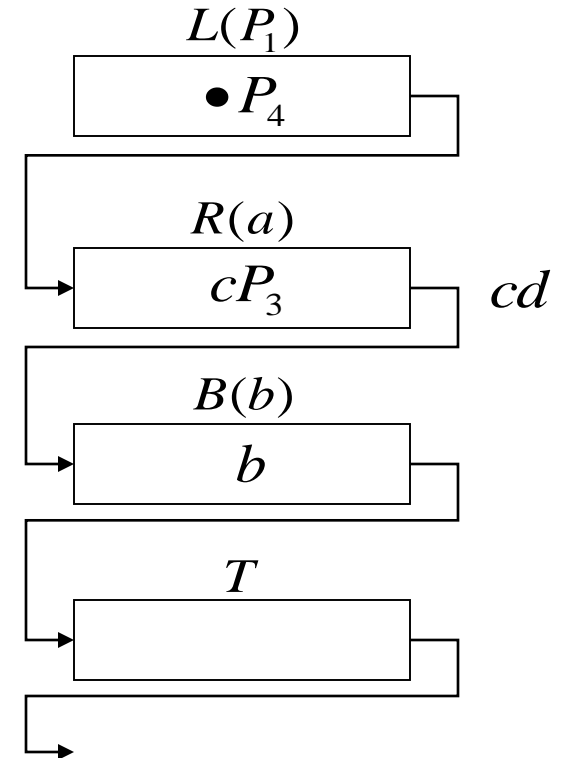 L(P₁)
● P₄
R(a)
cP₃ cd
B(b)
b
T